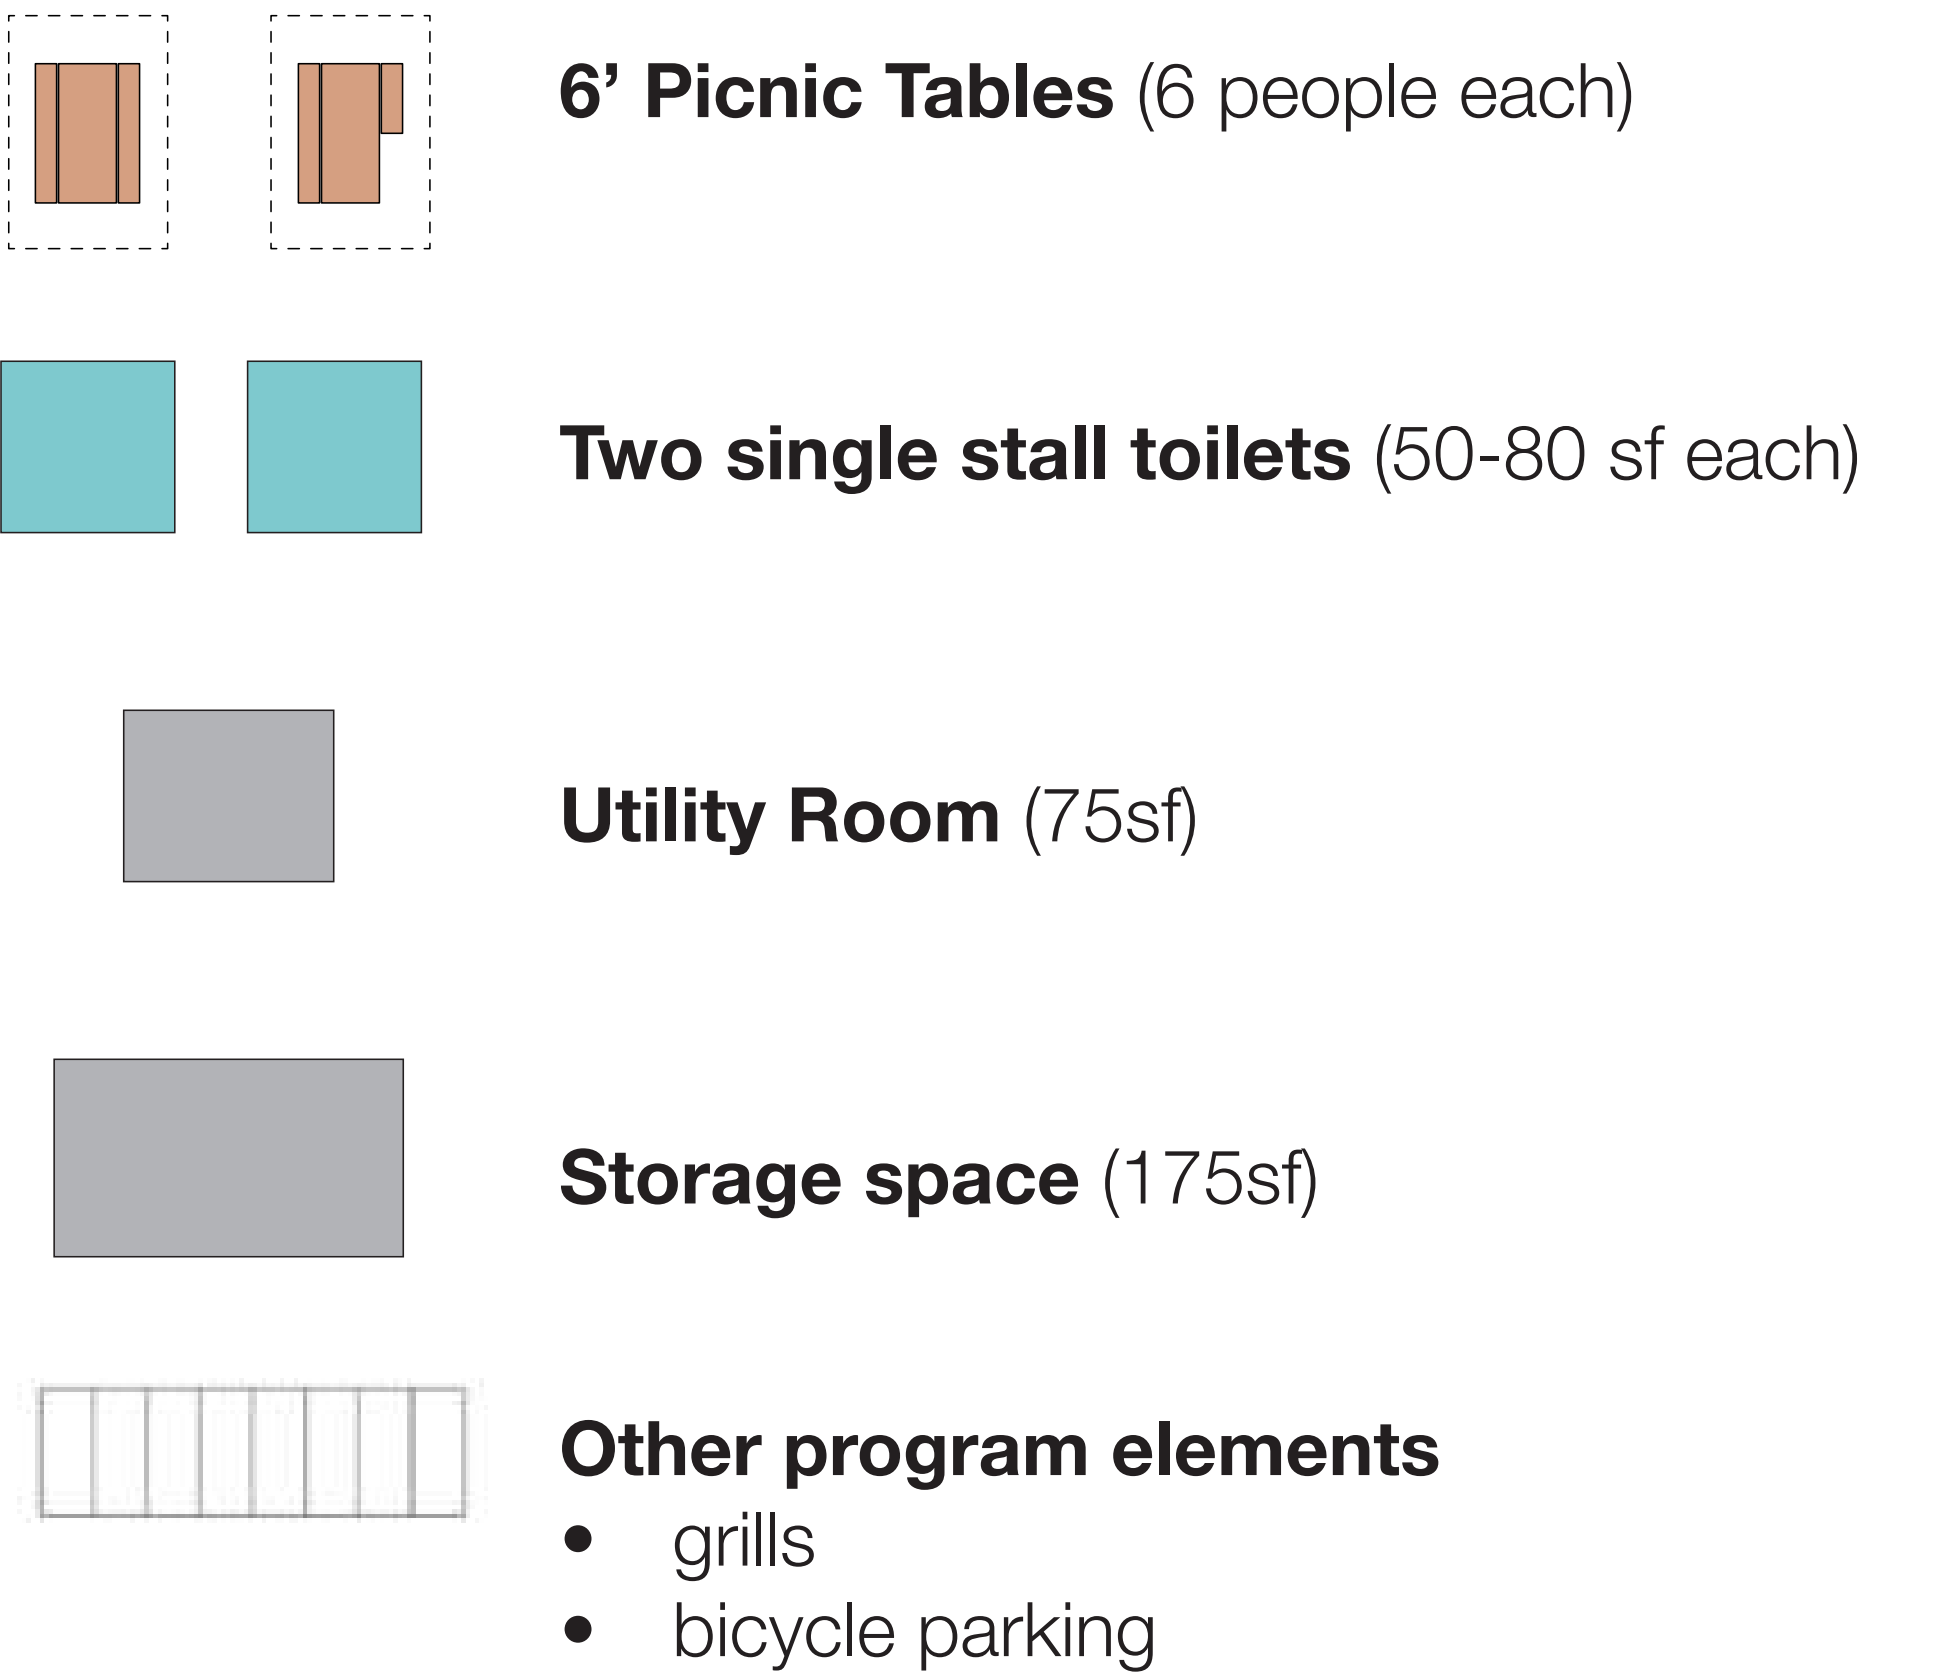 6’ Picnic Tables (6 people each)
Two single stall toilets (50-80 sf each)
Utility Room (75sf)
Storage space (175sf)
Other program elements
• grills
• bicycle parking